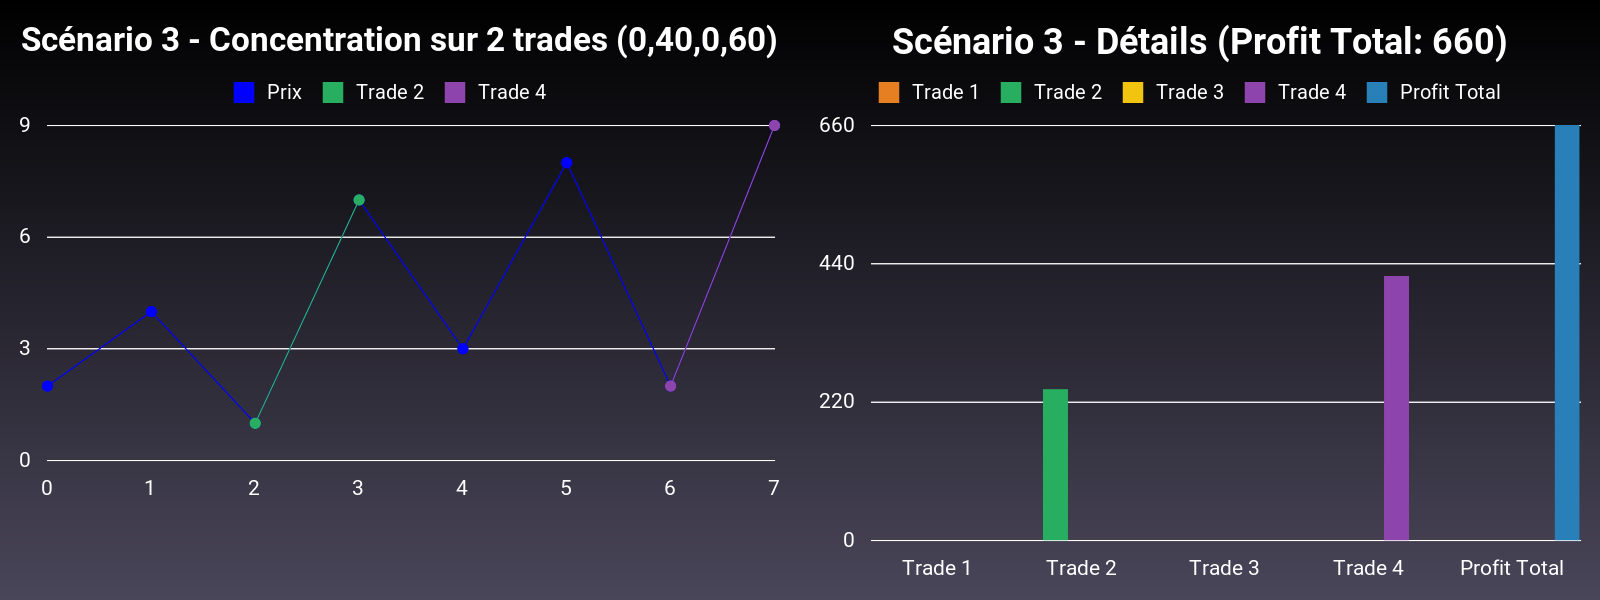 Scénario 3 - Concentration sur 2 trades (0,40,0,60)
Prix Trade 2 Trade 4
9
6
3
0
0 1 2 3 4 5 6 7
Scénario 3 - Détails (Profit Total: 660)
Trade 1 Trade 2 Trade 3 Trade 4 Profit Total
660
440
220
0
Trade 1 Trade 2 Trade 3 Trade 4 Profit Total